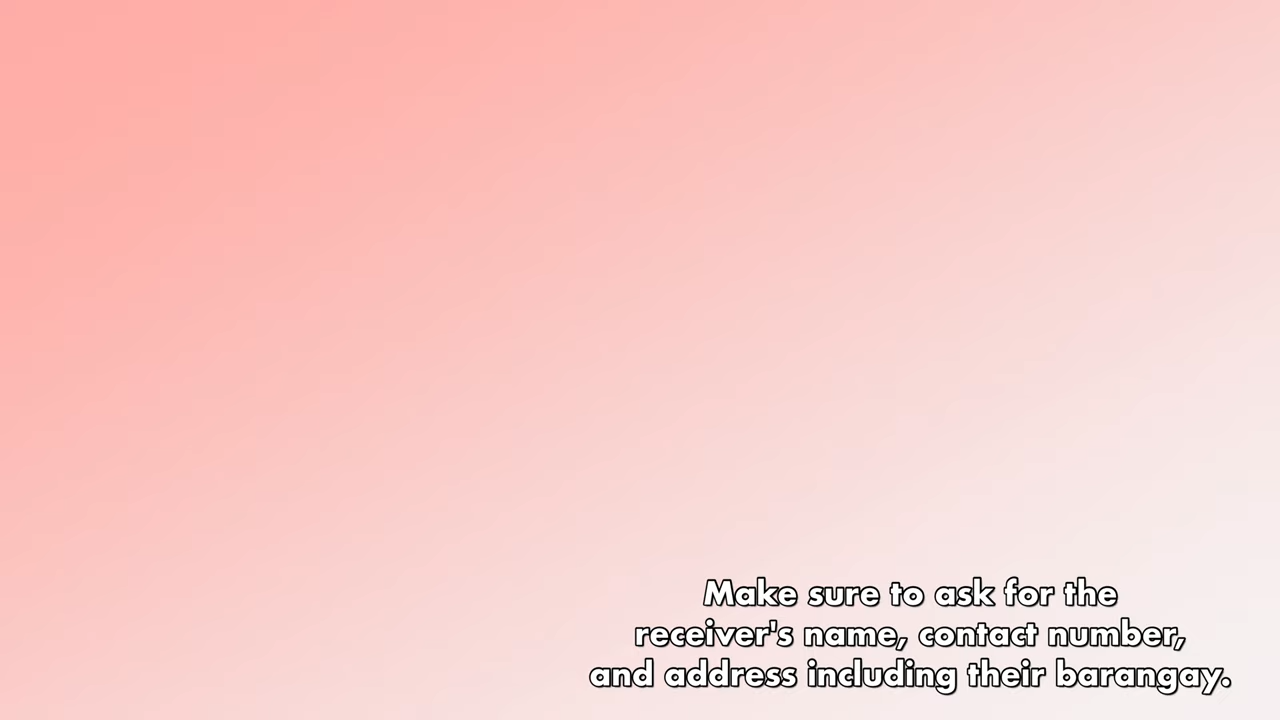 Make sure to ask for the
receiver's name, contact number,
and address including their barangay.